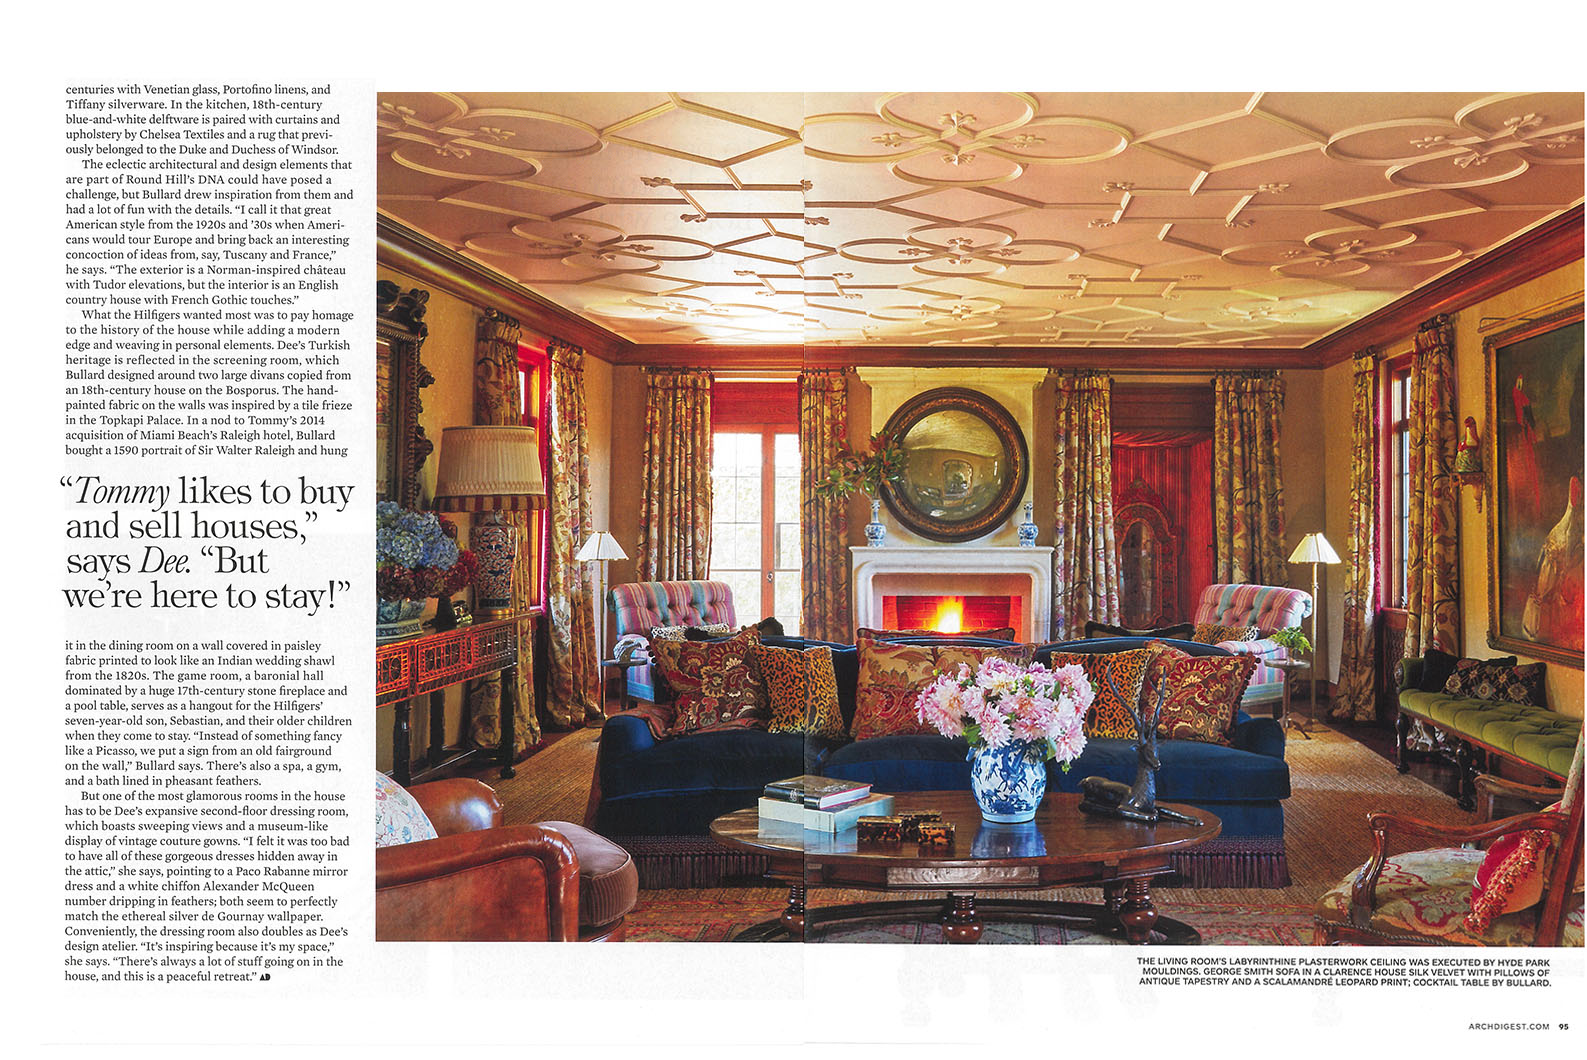 centuries with Venetian glass, Portofino linens, and
Tiffany silverware. In the kitchen, 18th-century
blue-and-white delftware is paired with curtains and
upholstery by Chelsea Textiles and a rug that previ-
ously belonged to the Duke and Duchess of Windsor.
The eclectic architectural and design elements that
are part of Round Hill’s DNA could have posed a
challenge, but Bullard drew inspiration from them and
had a lot of fun with the details. “I call it that great
American style from the 1920s and ’30s when Ameri-
cans would tour Europe and bring back an interesting
concoction of ideas from, say, Tuscany and France,”
he says. “The exterior is a Norman-inspired château
with Tudor elevations, but the interior is an English
country house with French Gothic touches.”
What the Hilfigers wanted most was to pay homage
to the history of the house while adding a modern
edge and weaving in personal elements. Dee’s Turkish
heritage is reflected in the screening room, which
Bullard designed around two large divans copied from
an 18th-century house on the Bosporus. The hand-
painted fabric on the walls was inspired by a tile frieze
in the Topkapi Palace. In a nod to Tommy’s 2014
acquisition of Miami Beach’s Raleigh hotel, Bullard
bought a 1590 portrait of Sir Walter Raleigh and hung
“Tommy likes to buy
and sell houses,”
says Dee. “But
we’re here to stay!”
it in the dining room on a wall covered in paisley
fabric printed to look like an Indian wedding shawl
from the 1820s. The game room, a baronial hall
dominated by a huge 17th-century stone fireplace and
a pool table, serves as a hangout for the Hilfigers’
seven-year-old son, Sebastian, and their older children
when they come to stay. “Instead of something fancy
like a Picasso, we put a sign from an old fairground
on the wall,” Bullard says. There’s also a spa, a gym,
and a bath lined in pheasant feathers.
But one of the most glamorous rooms in the house
has to be Dee’s expansive second-floor dressing room,
which boasts sweeping views and a museum-like
display of vintage couture gowns. “I felt it was too bad
to have all of these gorgeous dresses hidden away in
the attic,” she says, pointing to a Paco Rabanne mirror
dress and a white chiffon Alexander McQueen
number dripping in feathers; both seem to perfectly
match the ethereal silver de Gournay wallpaper.
Conveniently, the dressing room also doubles as Dee’s
design atelier. “It’s inspiring because it’s my space,”
she says. “There’s always a lot of stuff going on in the
house, and this is a peaceful retreat.” AD
THE LIVING ROOM’S LABYRINTHINE PLASTERWORK CEILING WAS EXECUTED BY HYDE PARK
MOULDINGS. GEORGE SMITH SOFA IN A CLARENCE HOUSE SILK VELVET WITH PILLOWS OF
ANTIQUE TAPESTRY AND A SCALAMANDRÉ LEOPARD PRINT; COCKTAIL TABLE BY BULLARD.
ARCHDIGEST.COM 95